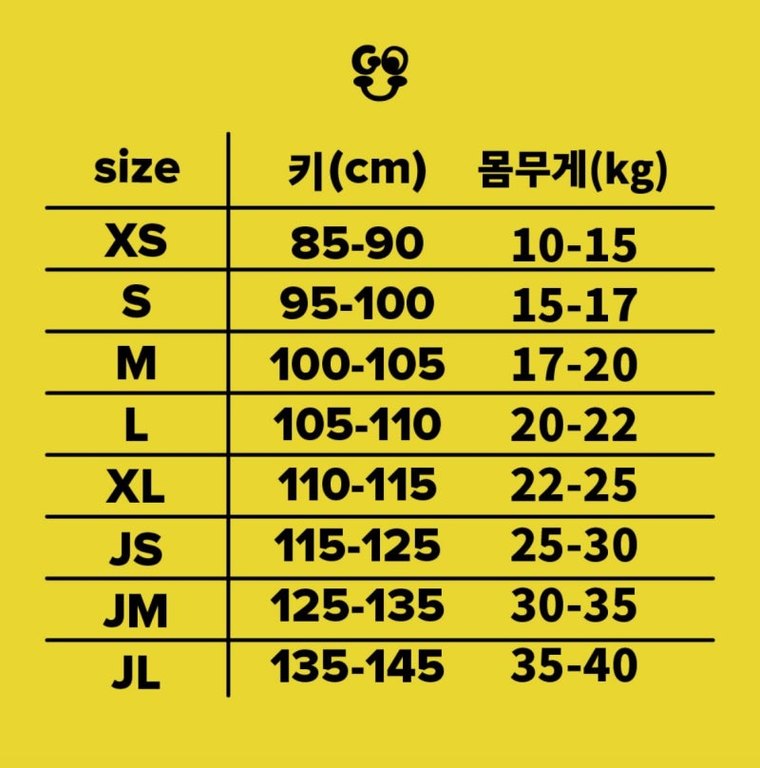 GO
size 키(cm) 몸무게(kg)
XS 85-90 10-15
S 95-100 15-17
M 100-105 17-20
L 105-110 20-22
XL 110-115 22-25
JS 115-125 25-30
JM 125-135 30-35
JL 135-145 35-40